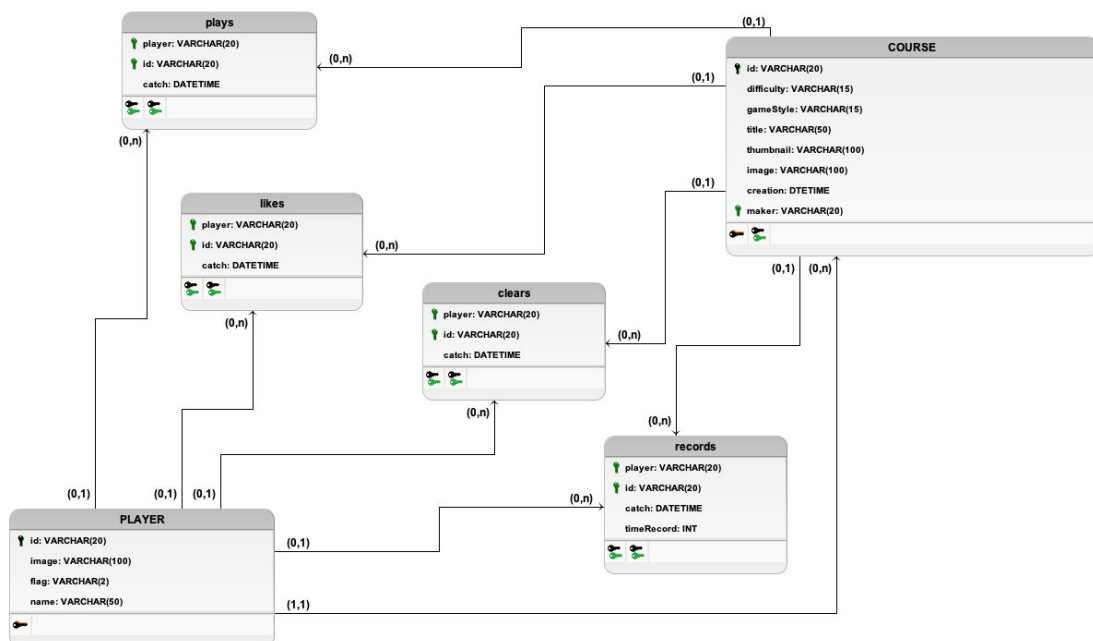 plays
player: VARCHAR(20)
id: VARCHAR(20)
catch: DATETIME
(0,n)
(0,n)
(0,1)
COURSE
id: VARCHAR(20)
difficulty: VARCHAR(15)
gameStyle: VARCHAR(15)
title: VARCHAR(50)
thumbnail: VARCHAR(100)
image: VARCHAR(100)
creation: DTETIME
maker: VARCHAR(20)
(0,1)
(0,1)
(0,1)
(0,n)
likes
player: VARCHAR(20)
id: VARCHAR(20)
catch: DATETIME
(0,n)
(0,n)
clears
player: VARCHAR(20)
id: VARCHAR(20)
catch: DATETIME
(0,n)
(0,n)
(0,n)
records
player: VARCHAR(20)
id: VARCHAR(20)
catch: DATETIME
timeRecord: INT
(0,n)
(0,1)
(0,1)
(0,1)
PLAYER
id: VARCHAR(20)
image: VARCHAR(100)
flag: VARCHAR(2)
name: VARCHAR(50)
(0,1)
(1,1)